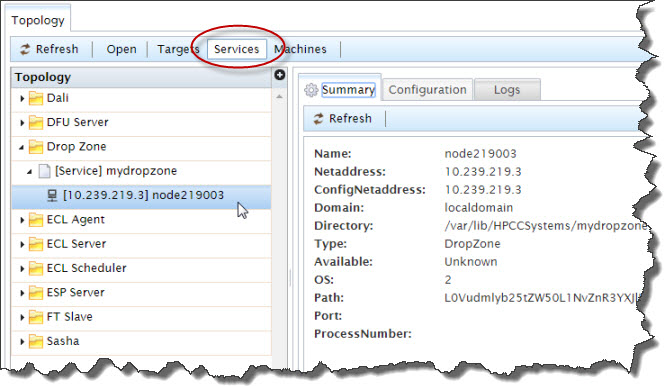 Topology
Refresh Open Targets Services Machines
Topology
Dali
DFU Server
Drop Zone
[Service] mydropzone
[10.239.219.3] node219003
ECL Agent
ECL Server
ECL Scheduler
ESP Server
FT Slave
Sasha
Summary Configuration Logs
Refresh
Name: node219003
Netaddress: 10.239.219.3
ConfigNetaddress: 10.239.219.3
Domain: localdomain
Directory: /var/lib/HPCCSystems/mydropzone
Type: DropZone
Available: Unknown
OS: 2
Path:
Port:
ProcessNumber: